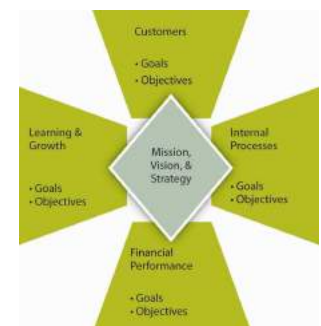 Customers
• Goals
• Objectives
Learning &
Growth
• Goals
• Objectives
Mission,
Vision, &
Strategy
Internal
Processes
• Goals
• Objectives
Financial
Performance
• Goals
• Objectives